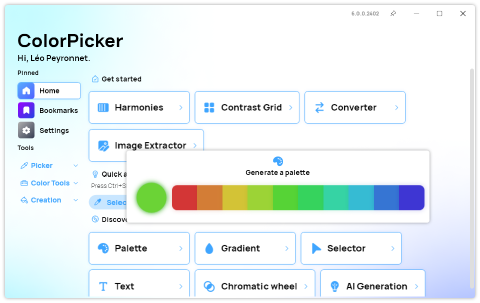 6.0.0.2402
ColorPicker
Hi, Léo Peyronnet.
Pinned
Home
Bookmarks
Settings
Tools
Picker
Color Tools
Creation
Get started
Harmonies
Contrast Grid
Converter
Image Extractor
Quick a
Press Ctrl+S
Selec
Generate a palette
Discove
Palette
Gradient
Selector
Text
Chromatic wheel
AI Generation